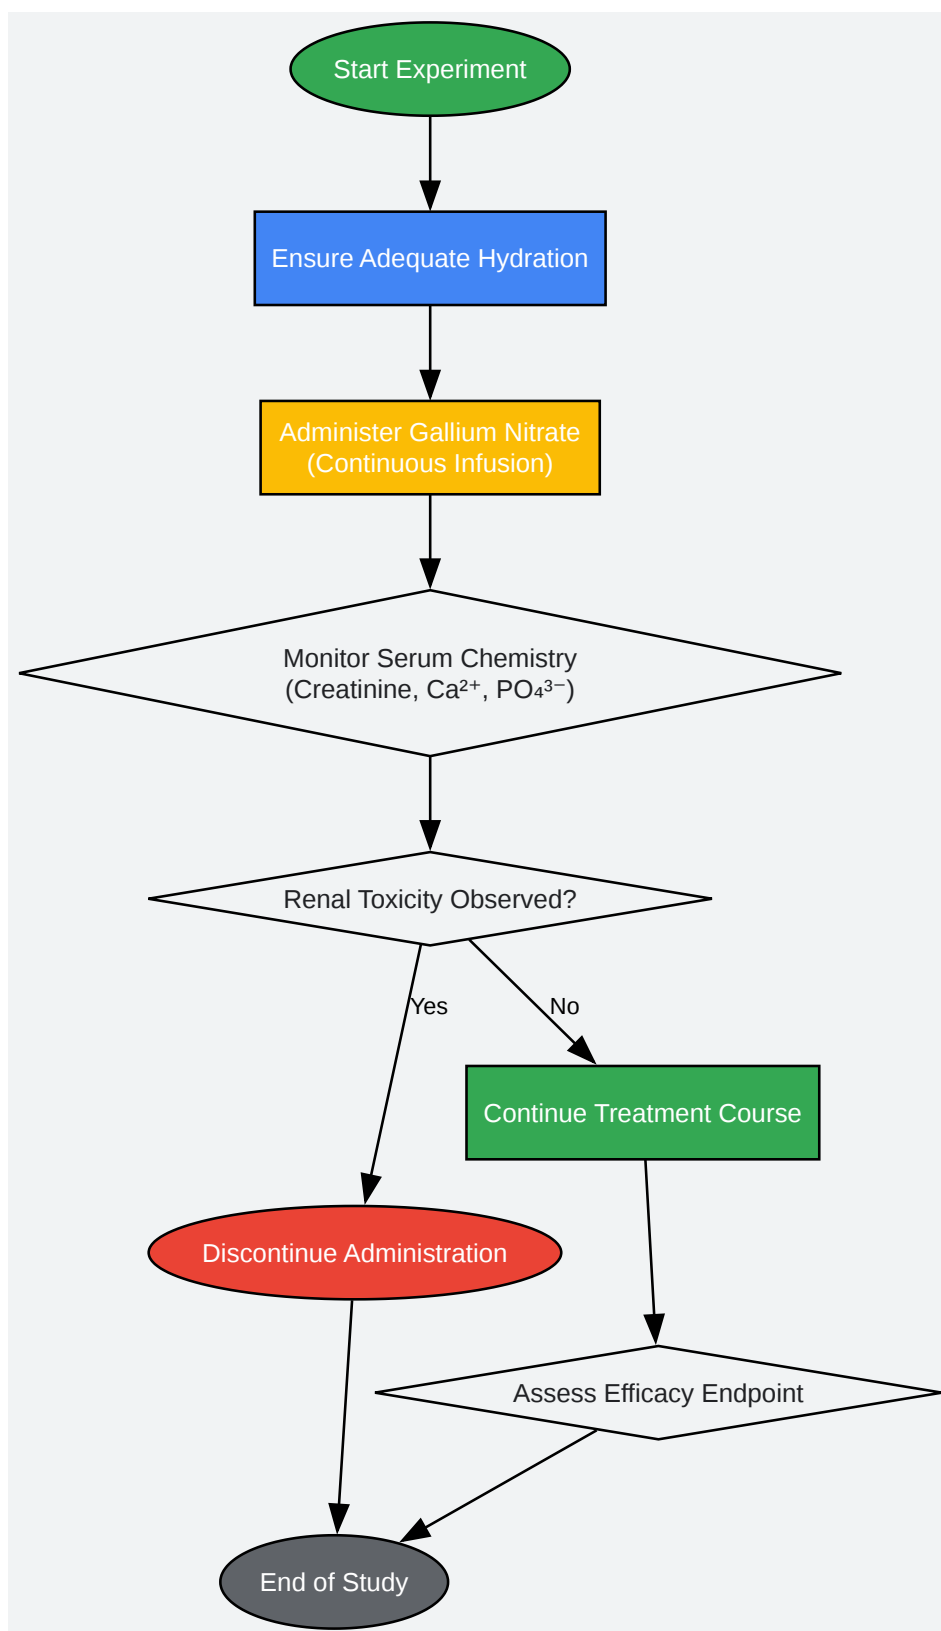 Start Experiment
Ensure Adequate Hydration
Administer Gallium Nitrate
(Continuous Infusion)
Monitor Serum Chemistry
(Creatinine, Ca²⁺, PO₄³⁻)
Renal Toxicity Observed?
Yes
No
Continue Treatment Course
Discontinue Administration
Assess Efficacy Endpoint
End of Study